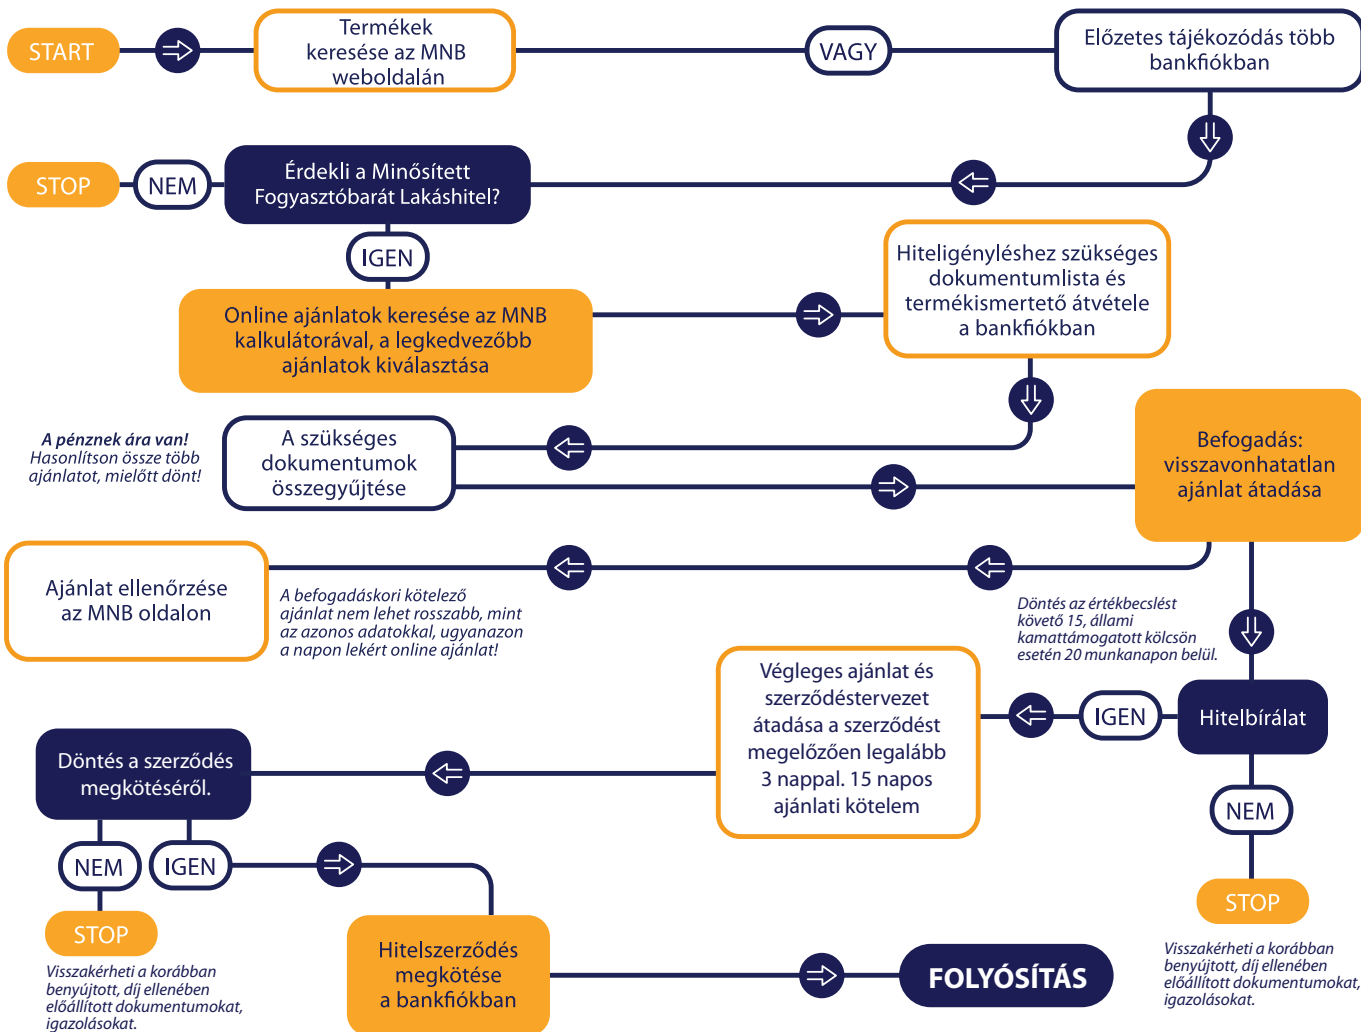 START
Termékek
keresése az MNB
weboldalán
VAGY
Előzetes tájékozódás több
bankfiókban
STOP
NEM
Érdekli a Minősített
Fogyasztóbarát Lakáshitel?
IGEN
Online ajánlatok keresése az MNB
kalkulátorával, a legkedvezőbb
ajánlatok kiválasztása
Hiteligényléshez szükséges
dokumentumlista és
termékismertető átvétele
a bankfiókban
A pénznek ára van!
Hasonlítson össze több
ajánlatot, mielőtt dönt!
A szükséges
dokumentumok
összegyűjtése
Befogadás:
visszavonhatatlan
ajánlat átadása
Ajánlat ellenőrzése
az MNB oldalon
A befogadáskori kötelező
ajánlat nem lehet rosszabb, mint
az azonos adatokkal, ugyanazon
a napon lekért online ajánlat!
Döntés az értékbecslést
követő 15, állami
kamattámogatott kölcsön
esetén 20 munkanapon belül.
Hitelbírálat
IGEN
Végleges ajánlat és
szerződéstervezet
átadása a szerződést
megelőzően legalább
3 nappal. 15 napos
ajánlati kötelem
NEM
STOP
Visszakérheti a korábban
benyújtott, díj ellenében
előállított dokumentumokat,
igazolásokat.
Döntés a szerződés
megkötéséről.
NEM
IGEN
STOP
Visszakérheti a korábban
benyújtott, díj ellenében
előállított dokumentumokat,
igazolásokat.
Hitelszerződés
megkötése
a bankfiókban
FOLYÓSÍTÁS